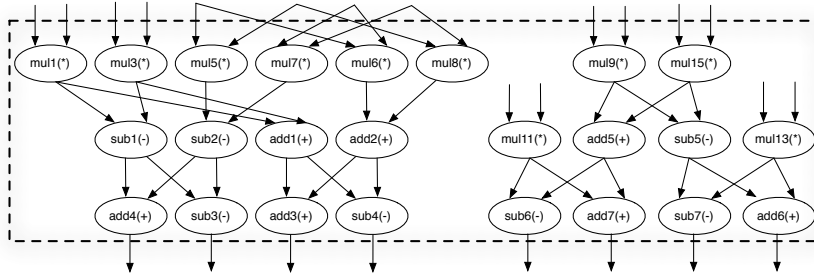 mul1(*) mul3(*) mul5(*) mul7(*) mul6(*) mul8(*) mul9(*) mul15(*)
sub1(-) sub2(-) add1(+) add2(+) mul11(*) add5(+) sub5(-) mul13(*)
add4(+) sub3(-) add3(+) sub4(-) sub6(-) add7(+) sub7(-) add6(+)